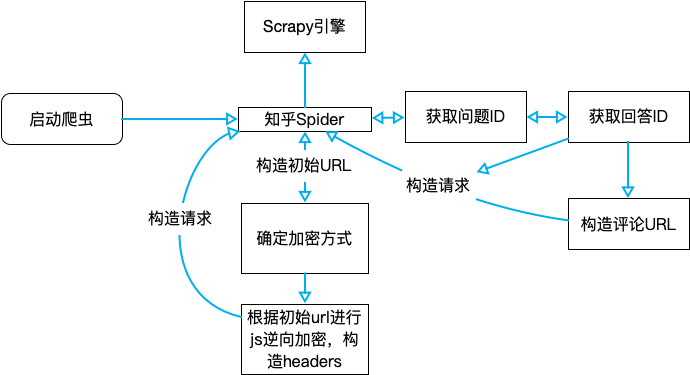 Scrapy引擎
启动爬虫
知乎Spider
获取问题ID
获取回答ID
构造初始URL
构造请求
构造请求
构造评论URL
确定加密方式
根据初始url进行
js逆向加密，构
造headers